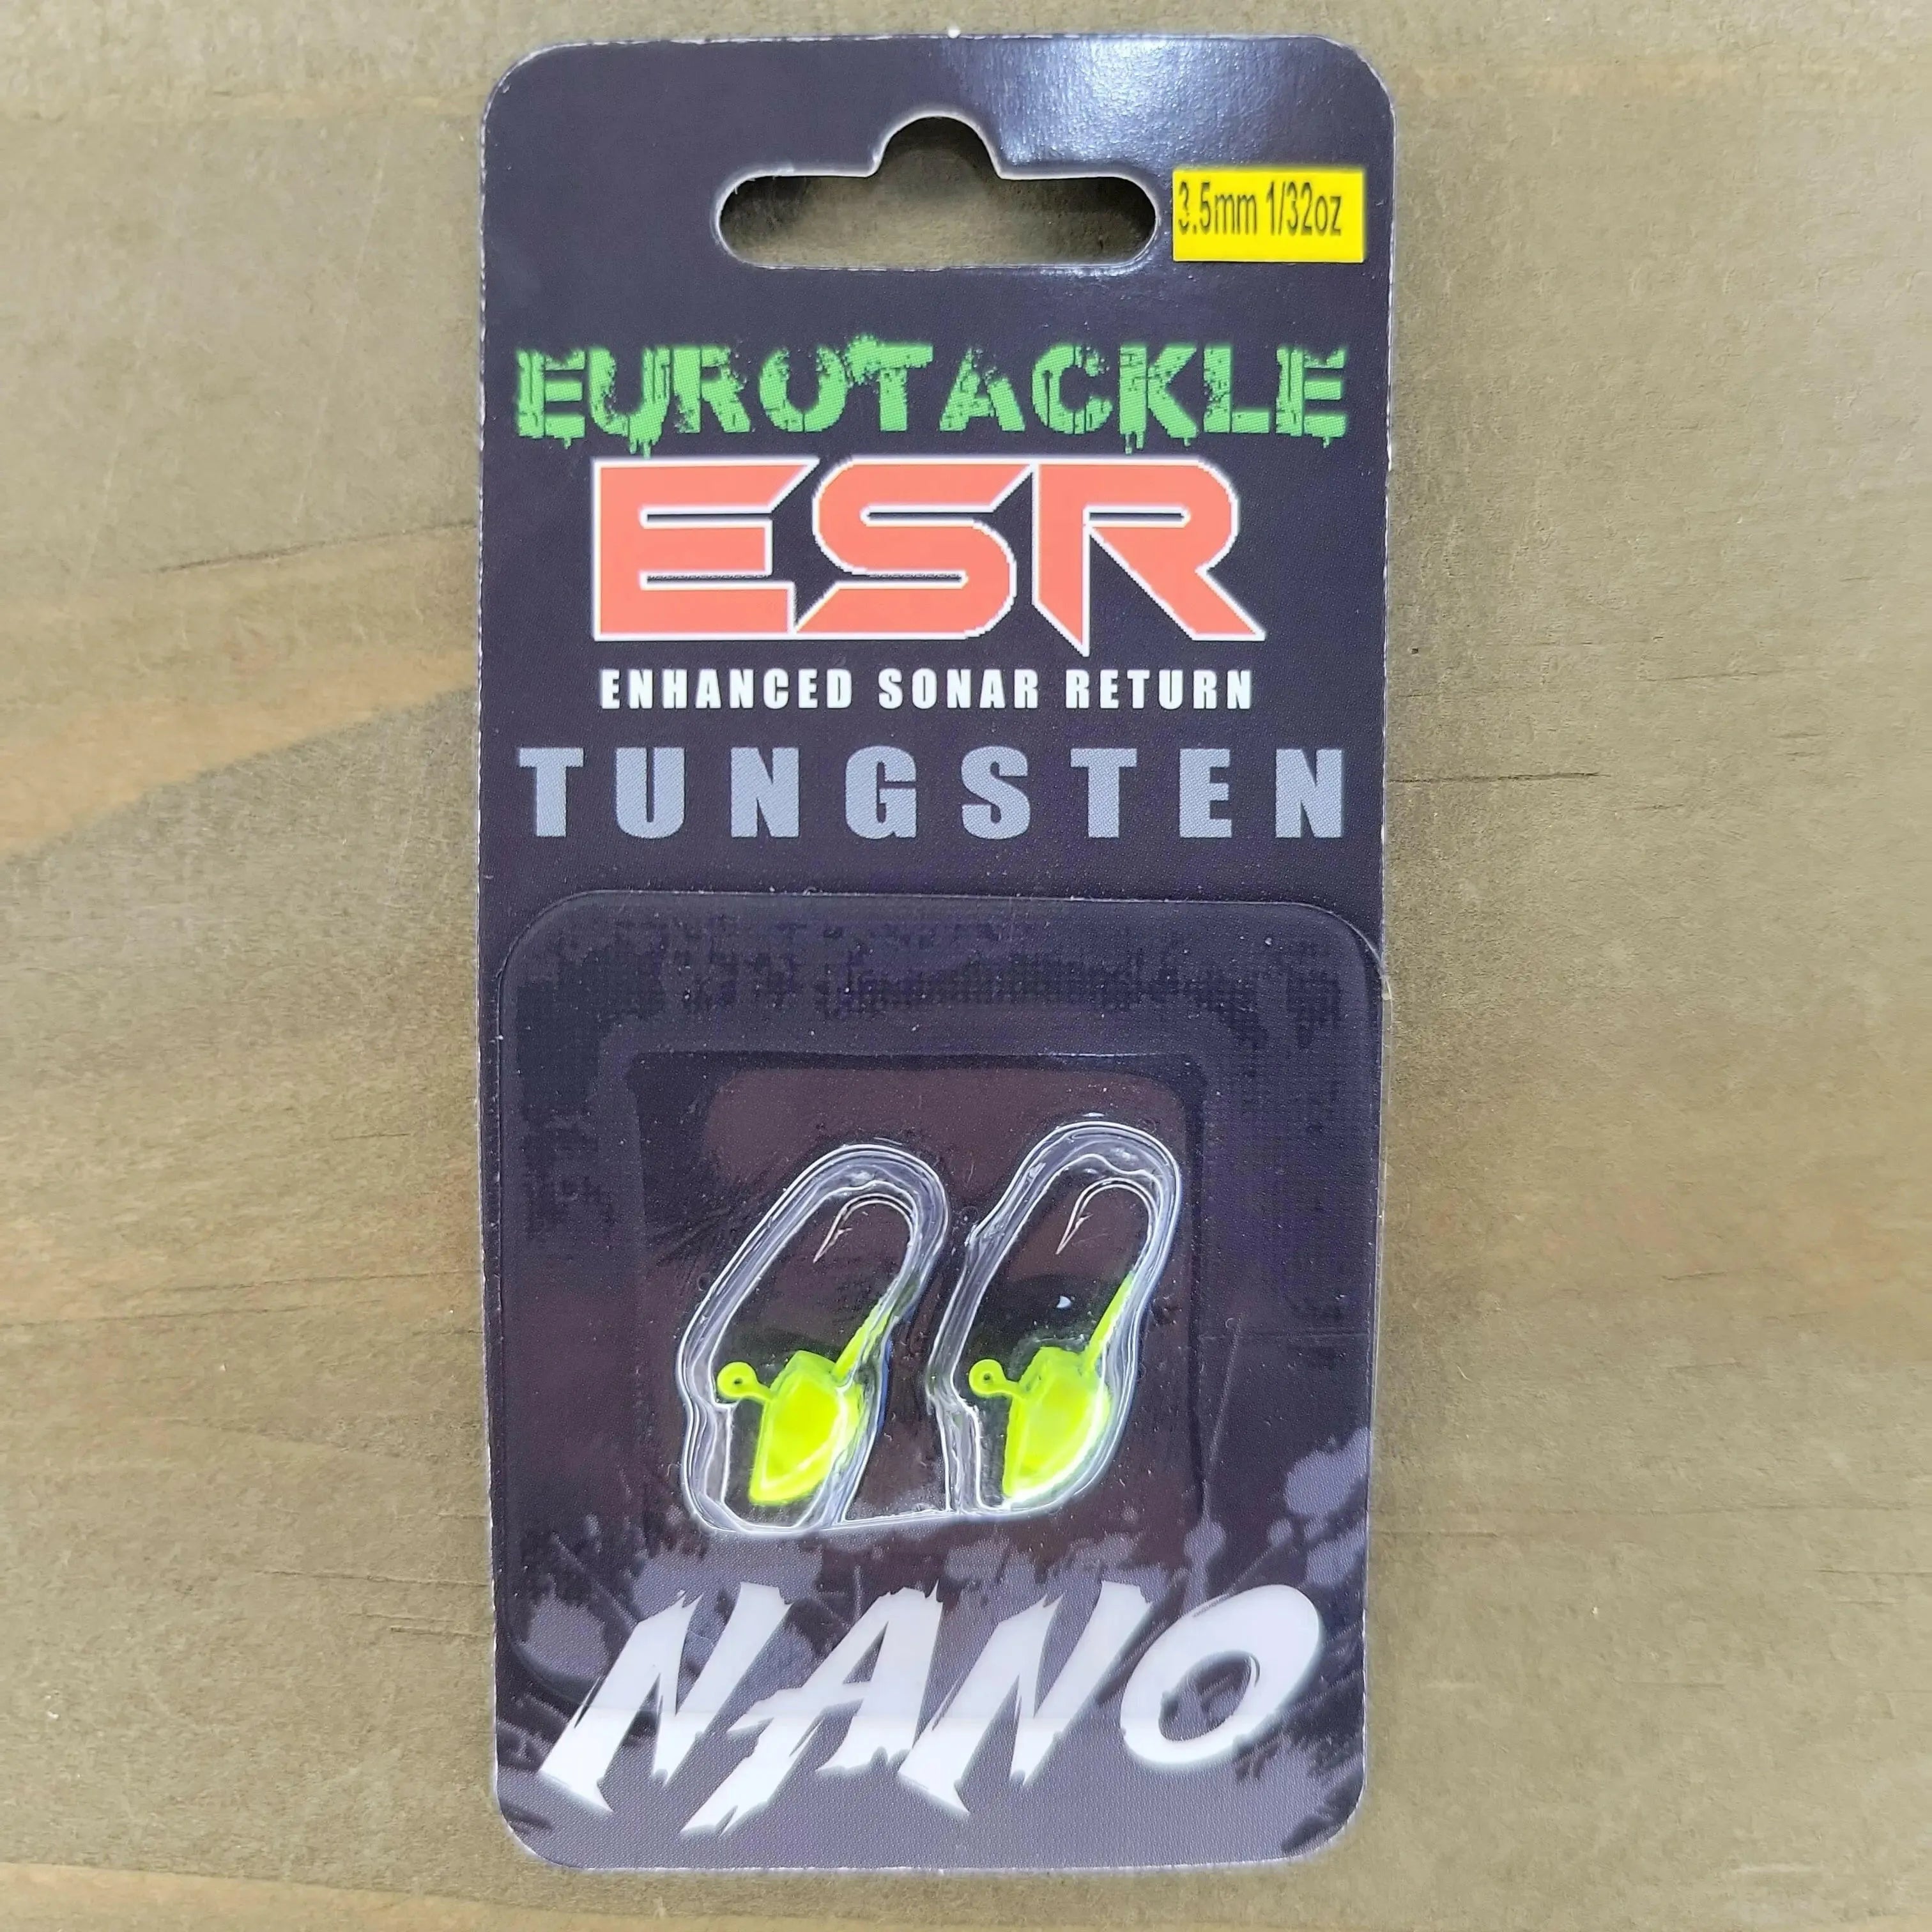 3.5mm 1/32oz
EUROTACKLE
ESR
ENHANCED SONAR RETURN
TUNGSTEN
NANO